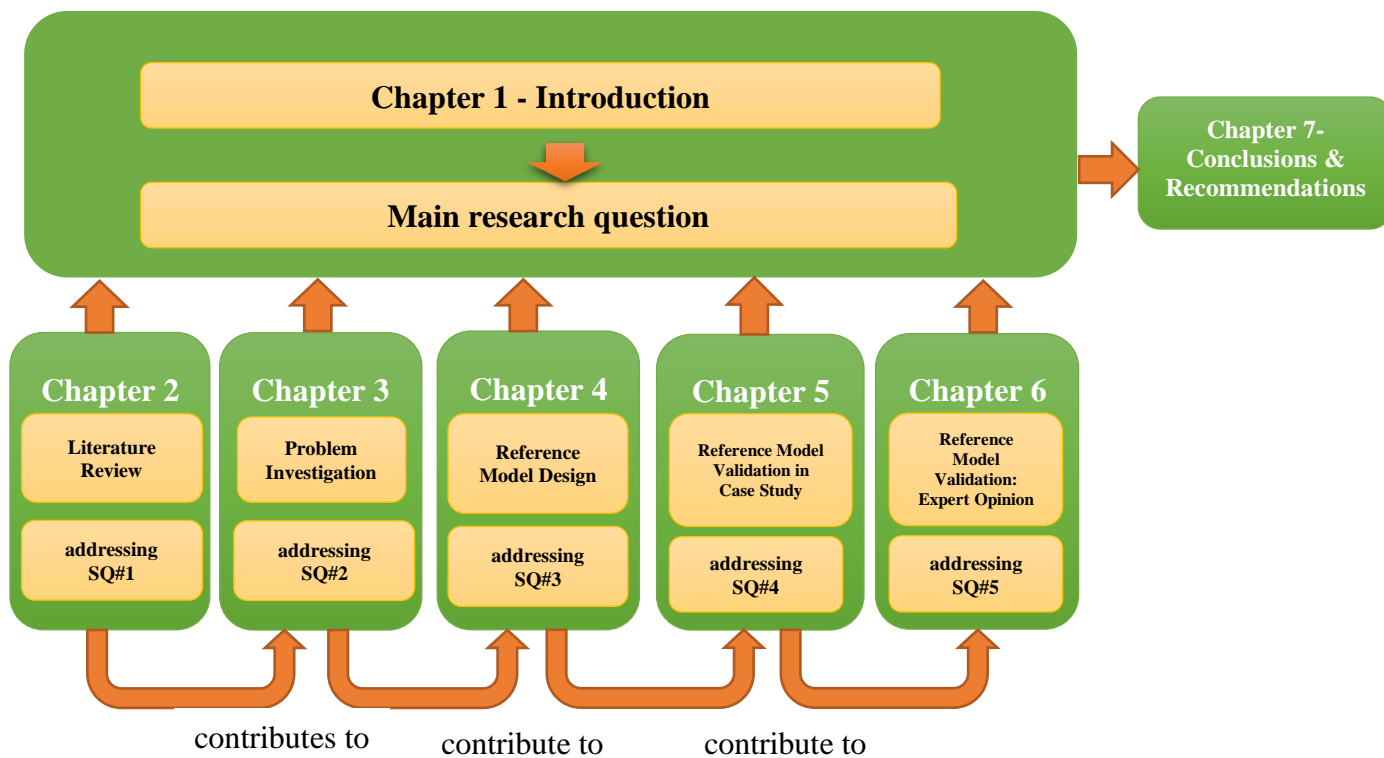 Chapter 1 - Introduction
Main research question
Chapter 7-
Conclusions &
Recommendations
Chapter 2
Literature
Review
addressing
SQ#1
Chapter 3
Problem
Investigation
addressing
SQ#2
Chapter 4
Reference
Model Design
addressing
SQ#3
Chapter 5
Reference Model
Validation in
Case Study
addressing
SQ#4
Chapter 6
Reference
Model
Validation:
Expert Opinion
addressing
SQ#5
contributes to
contribute to
contribute to